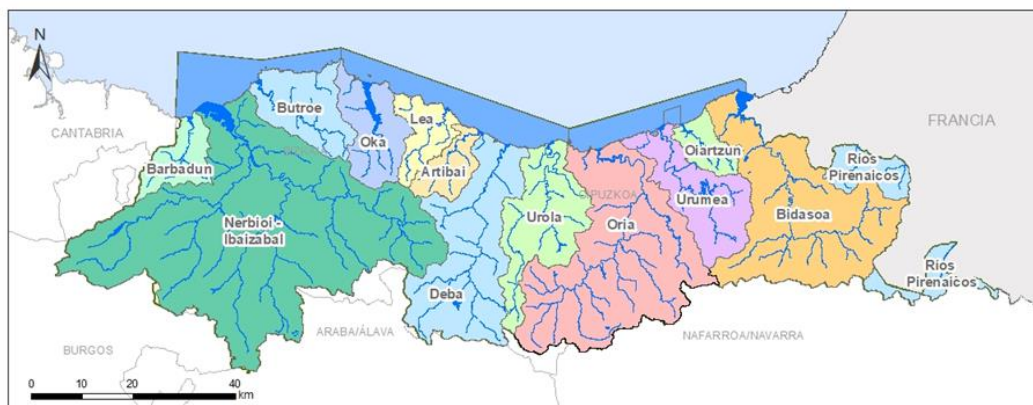 N
CANTABRIA
FRANCIA
Butroe
Oka
Lea
Artibai
Barbadun
Oiartzun
Ríos
Pirenaicos
Nerbioi -
Ibaizabal
Urola
Oria
Urumea
Bidasoa
Deba
Ríos
Pirenaicos
ARABA/ÁLAVA
NAFARROA/NAVARRA
BURGOS
0 10 20 40
km